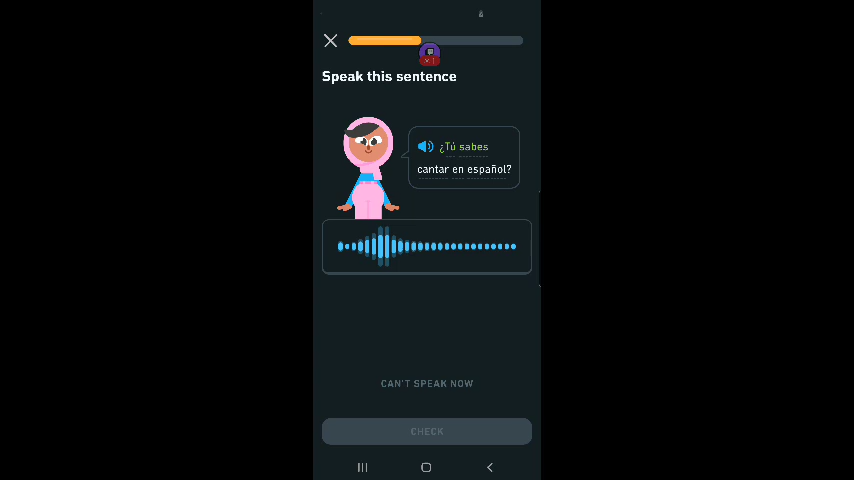 Speak this sentence
¿Tú sabes
cantar en español?
CAN'T SPEAK NOW
CHECK